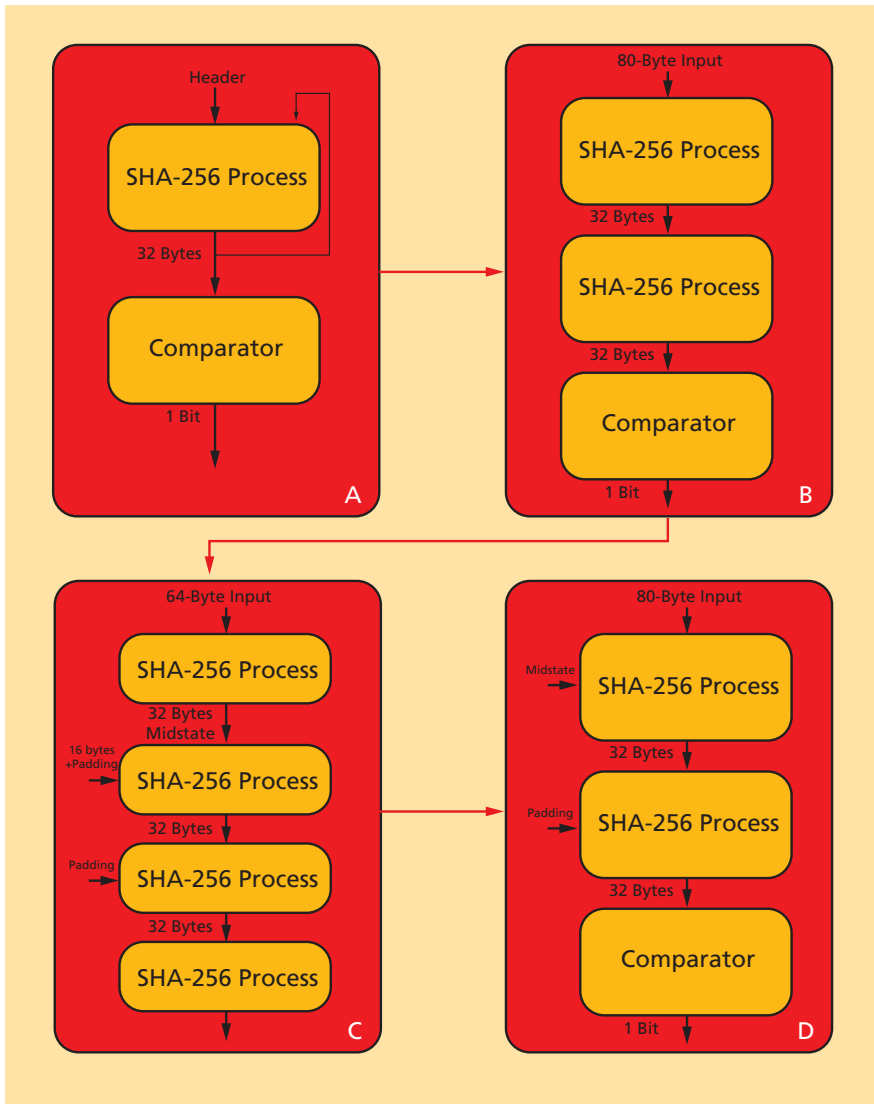 Header
SHA-256 Process
32 Bytes
Comparator
1 Bit
A
80-Byte Input
SHA-256 Process
32 Bytes
SHA-256 Process
32 Bytes
Comparator
1 Bit
B
64-Byte Input
SHA-256 Process
32 Bytes
Midstate
16 bytes
+Padding
SHA-256 Process
32 Bytes
Padding
SHA-256 Process
32 Bytes
SHA-256 Process
C
80-Byte Input
Midstate
SHA-256 Process
32 Bytes
Padding
SHA-256 Process
32 Bytes
Comparator
1 Bit
D